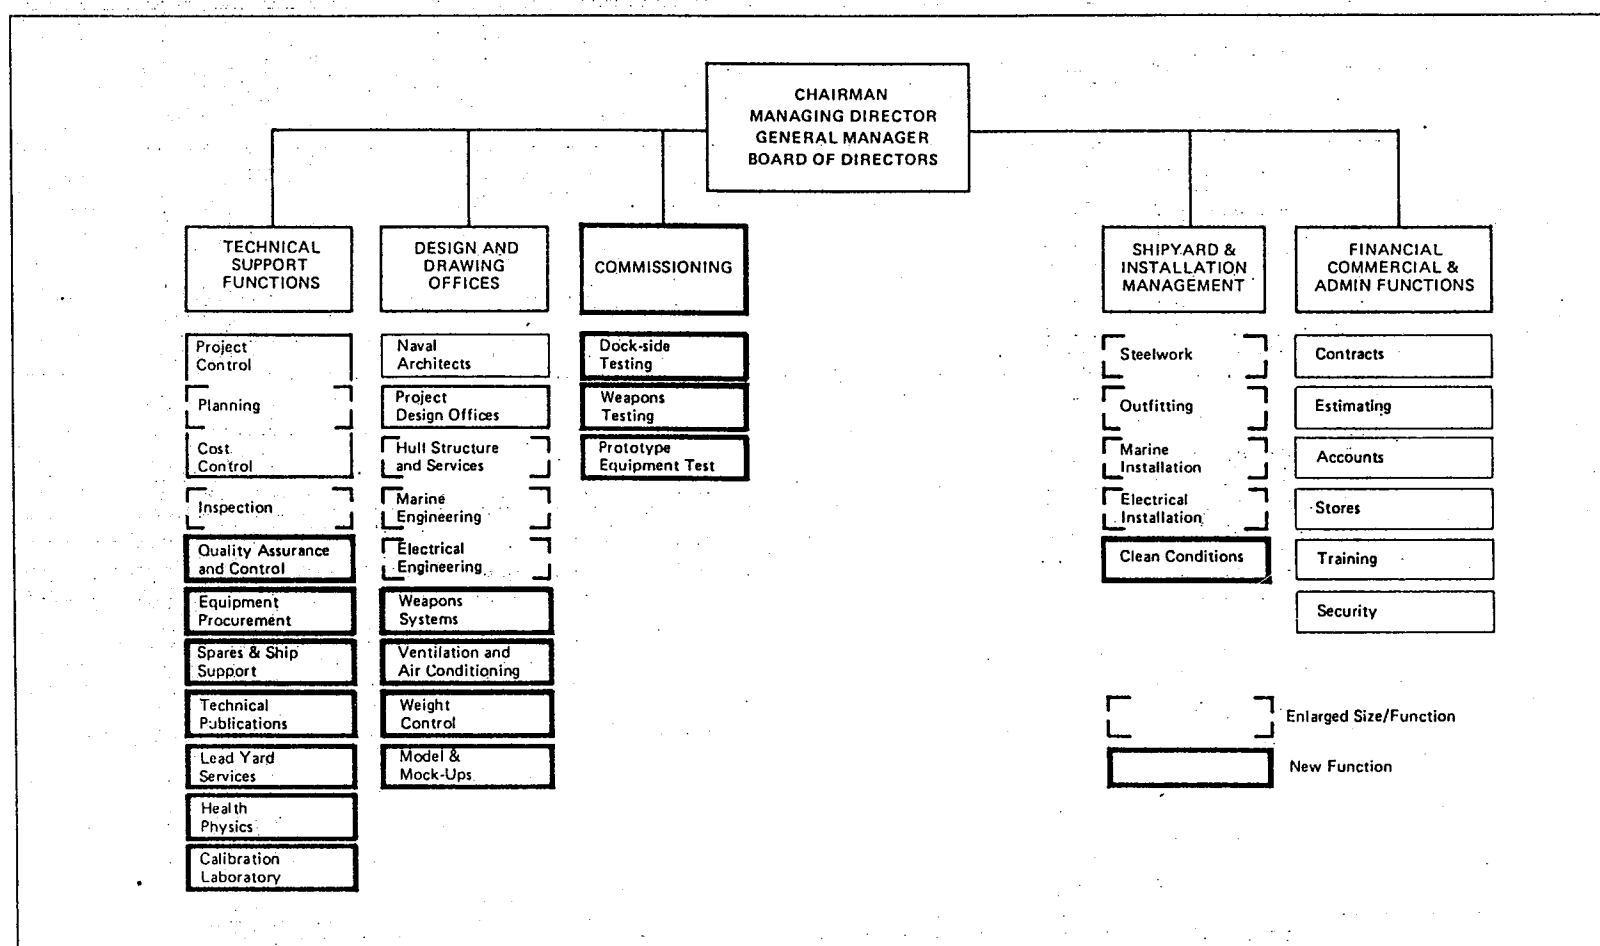 CHAIRMAN
MANAGING DIRECTOR
GENERAL MANAGER
BOARD OF DIRECTORS
TECHNICAL
SUPPORT
FUNCTIONS
DESIGN AND
DRAWING
OFFICES
COMMISSIONING
SHIPYARD &
INSTALLATION
MANAGEMENT
FINANCIAL
COMMERCIAL &
ADMIN FUNCTIONS
Project
Control
Planning
Cost
Control
Inspection
Quality Assurance
and Control
Equipment
Procurement
Spares & Ship
Support
Technical
Publications
Lead Yard
Services
Health
Physics
Calibration
Laboratory
Naval
Architects
Project
Design Offices
Hull Structure
and Services
Marine
Engineering
Electrical
Engineering
Weapons
Systems
Ventilation and
Air Conditioning
Weight
Control
Model &
Mock-Ups
Dock-side
Testing
Weapons
Testing
Prototype
Equipment Test
Steelwork
Outfitting
Marine
Installation
Electrical
Installation
Clean Conditions
Contracts
Estimating
Accounts
Stores
Training
Security
Enlarged Size/Function
New Function